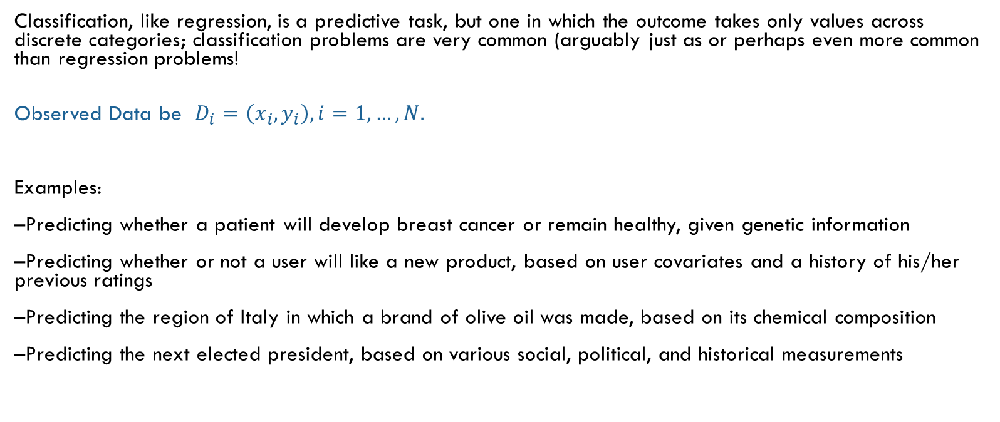 Classification, like regression, is a predictive task, but one in which the outcome takes only values across
discrete categories; classification problems are very common (arguably just as or perhaps even more common
than regression problems!
Observed Data be D_i = (x_i, y_i), i = 1, … , N.
Examples:
–Predicting whether a patient will develop breast cancer or remain healthy, given genetic information
–Predicting whether or not a user will like a new product, based on user covariates and a history of his/her
previous ratings
–Predicting the region of Italy in which a brand of olive oil was made, based on its chemical composition
–Predicting the next elected president, based on various social, political, and historical measurements